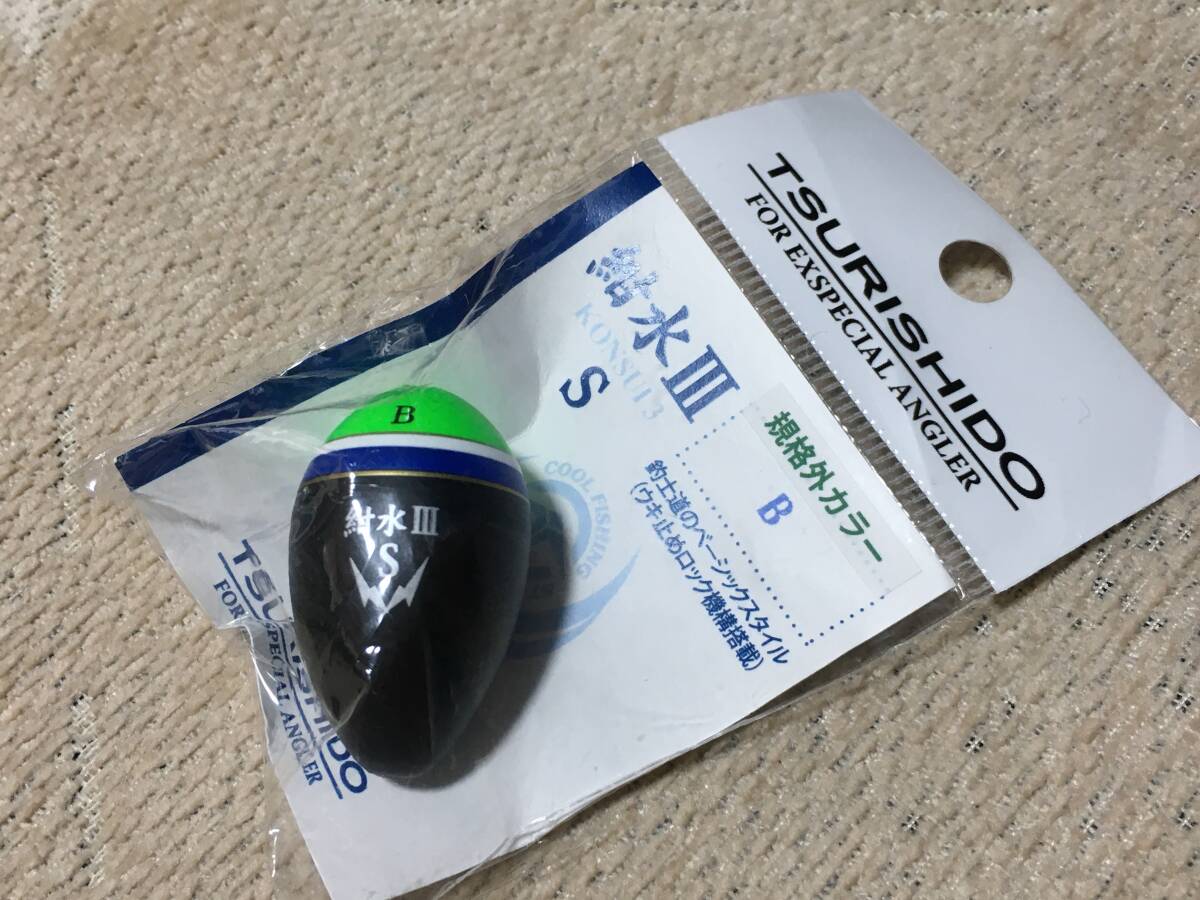 TSURISHIDO
FOR EXSPECIAL ANGLER
紺水III
KONSUI 3
S
規格外カラー
B
釣士道のベーシックスタイル
(ウキ止めロック機構搭載)
COOL FISHING
B
紺水III
S
TSURISHIDO
FOR EXSPECIAL ANGLER